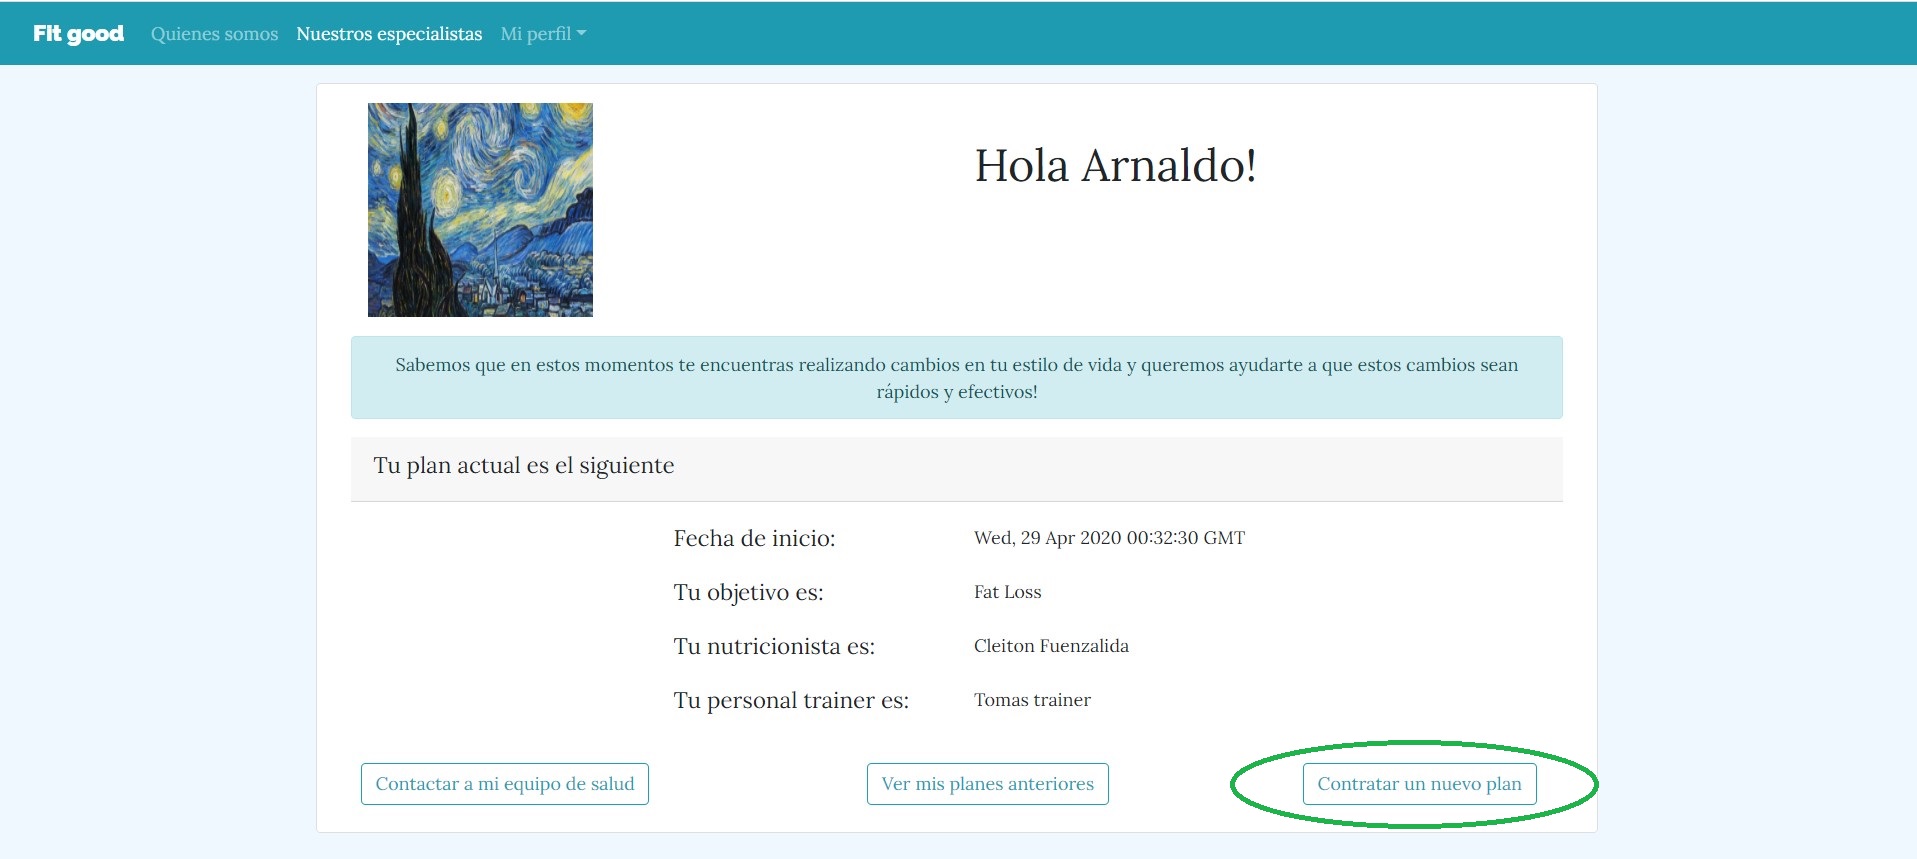 FIt good
Quienes somos
Nuestros especialistas
Mi perfil
Hola Arnaldo!
Sabemos que en estos momentos te encuentras realizando cambios en tu estilo de vida y queremos ayudarte a que estos cambios sean
rápidos y efectivos!
Tu plan actual es el siguiente
Fecha de inicio: Wed, 29 Apr 2020 00:32:30 GMT
Tu objetivo es: Fat Loss
Tu nutricionista es: Cleiton Fuenzalida
Tu personal trainer es: Tomas trainer
Contactar a mi equipo de salud
Ver mis planes anteriores
Contratar un nuevo plan